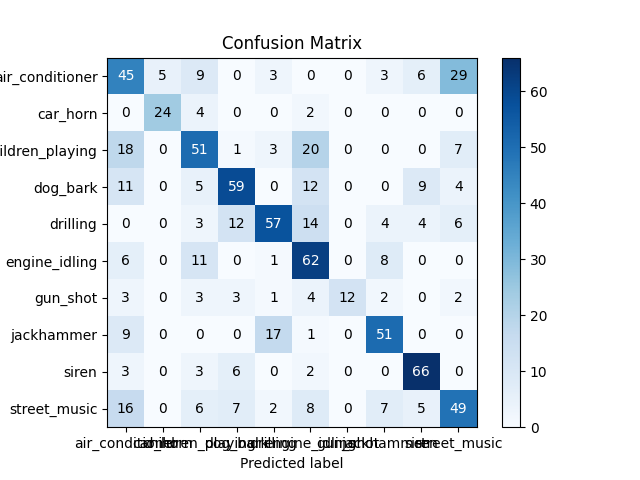 Confusion Matrix
air_conditioner 45 5 9 0 3 0 0 3 6 29
car_horn 0 24 4 0 0 2 0 0 0 0
ildren_playing 18 0 51 1 3 20 0 0 0 7
dog_bark 11 0 5 59 0 12 0 0 9 4
drilling 0 0 3 12 57 14 0 4 4 6
engine_idling 6 0 11 0 1 62 0 8 0 0
gun_shot 3 0 3 3 1 4 12 2 0 2
jackhammer 9 0 0 0 17 1 0 51 0 0
siren 3 0 3 6 0 2 0 0 66 0
street_music 16 0 6 7 2 8 0 7 5 49
street_music
Predicted label
60
50
40
30
20
10
0